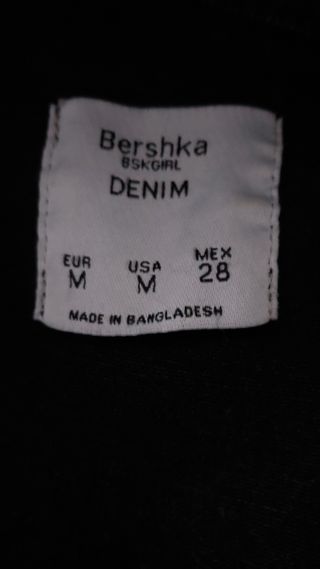 Bershka
BSKGIRL
DENIM
EUR USA MEX
M M 28
MADE IN BANGLADESH